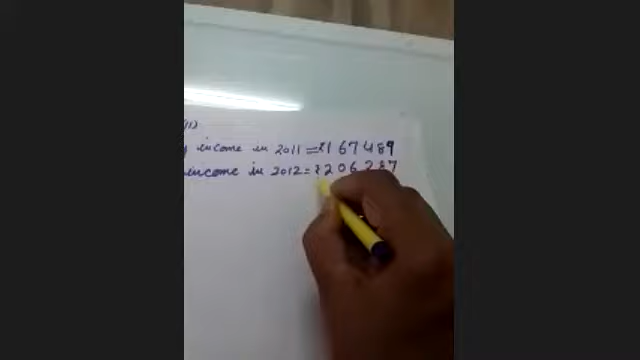 income in 2011 = ₹1 67 489
income in 2012 = ₹2 06 287